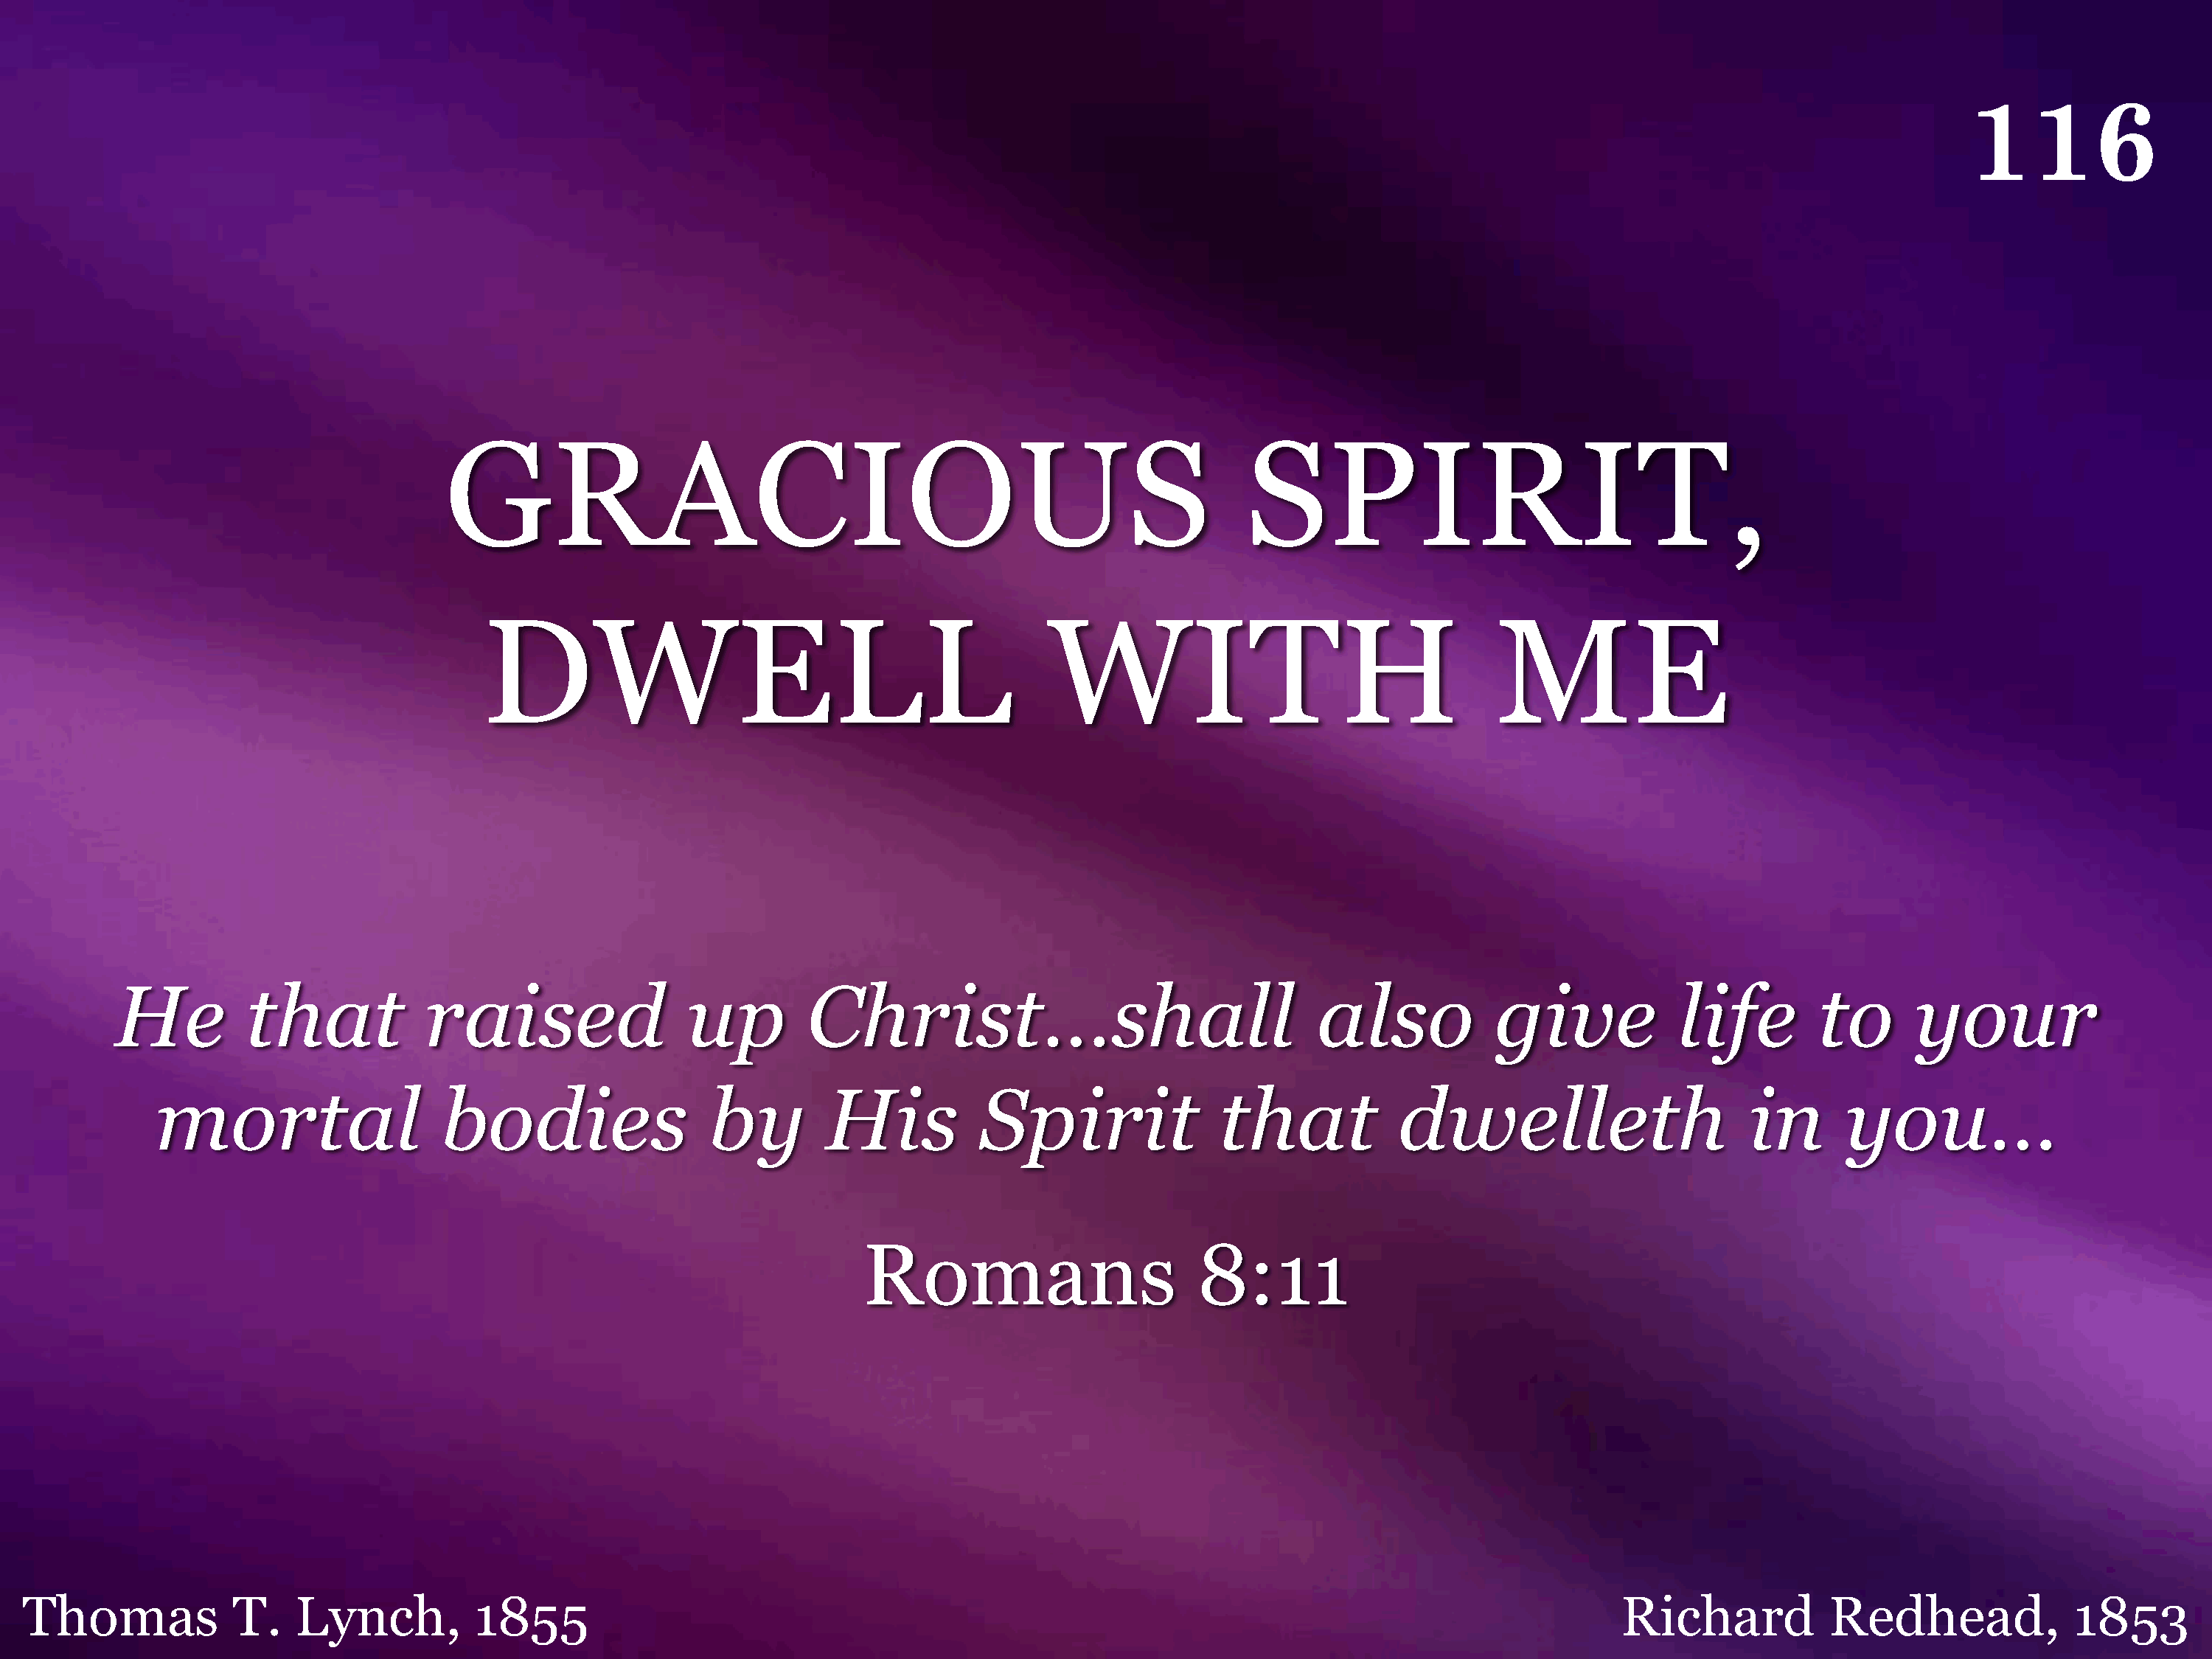 116
GRACIOUS SPIRIT,
DWELL WITH ME
He that raised up Christ...shall also give life to your
mortal bodies by His Spirit that dwelleth in you...
Romans 8:11
Thomas T. Lynch, 1855
Richard Redhead, 1853